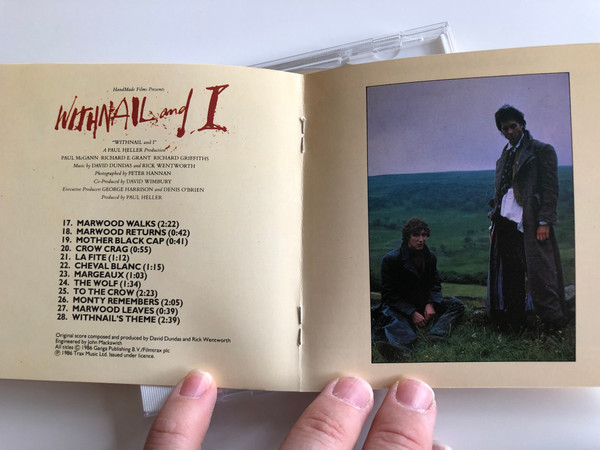 HandMade Films Presents
WITHNAIL and I
"WITHNAIL and I"
A PAUL HELLER Production
PAUL McGANN RICHARD E. GRANT RICHARD GRIFFITHS
Music by DAVID DUNDAS and RICK WENTWORTH
Photographed by PETER HANNAN
Co-Produced by DAVID WIMBURY
Executive Producers GEORGE HARRISON and DENIS O'BRIEN
Produced by PAUL HELLER
17. MARWOOD WALKS (2:22)
18. MARWOOD RETURNS (0:42)
19. MOTHER BLACK CAP (0:41)
20. CROW CRAG (0:55)
21. LA FITE (1:12)
22. CHEVAL BLANC (1:15)
23. MARGEAUX (1:03)
24. THE WOLF (1:34)
25. TO THE CROW (2:23)
26. MONTY REMEMBERS (2:05)
27. MARWOOD LEAVES (0:39)
28. WITHNAIL'S THEME (2:39)
Original score composed and produced by David Dundas and Rick Wentworth
Engineered by John Mackswith
All titles © 1986 Gange Publishing B.V./Filmtrax plc
℗ 1986 Trax Music Ltd. Issued under licence.